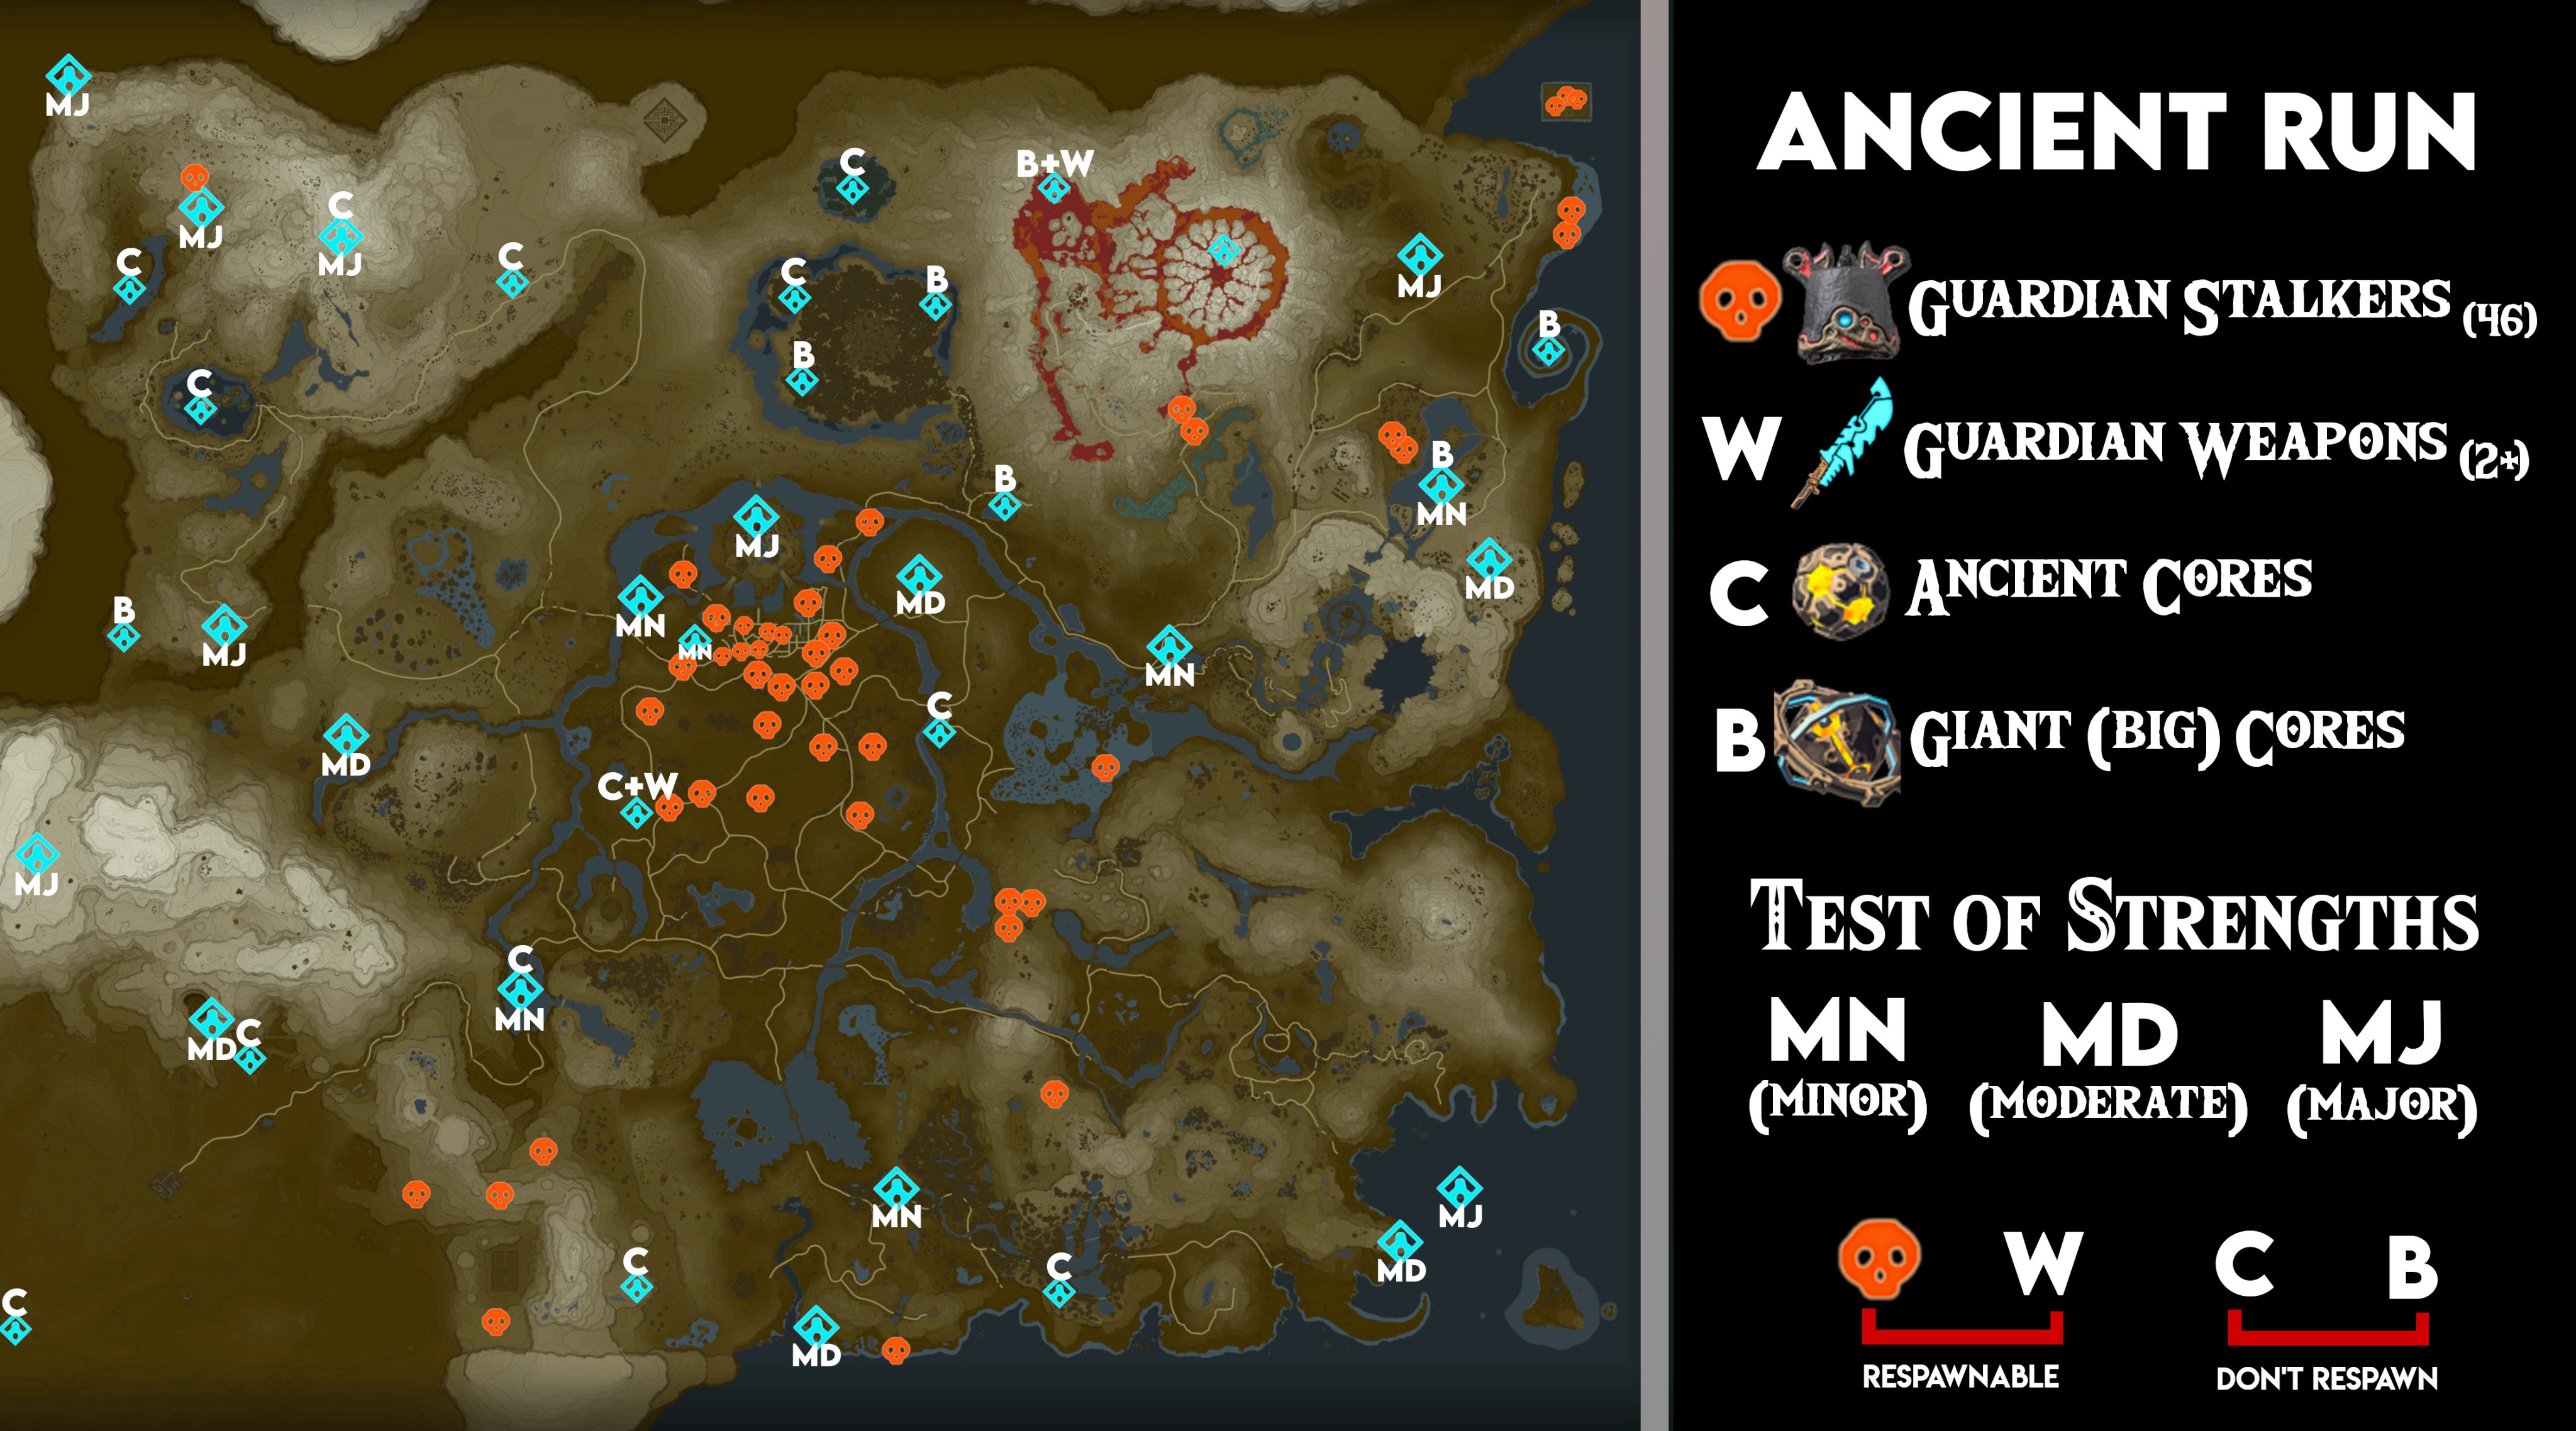 MJ
C
B+W
MJ
C
MJ
C
MJ
C
C
B
MJ
B
B
C
B
B
MN
MJ
MD
MD
MN
B
MJ
MN
MN
C
MD
C+W
MJ
C
MN
MD
C
MN
MJ
MD
C
C
C
MD
ANCIENT RUN
GUARDIAN STALKERS (46)
W GUARDIAN WEAPONS (2+)
C ANCIENT CORES
B GIANT (BIG) CORES
TEST OF STRENGTHS
MN MD MJ
(MINOR) (MODERATE) (MAJOR)
W C B
RESPAWNABLE DON'T RESPAWN